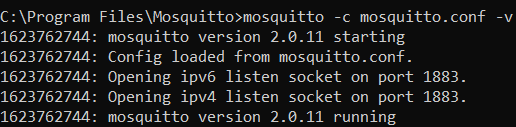 C:\Program Files\Mosquitto>mosquitto -c mosquitto.conf -v
1623762744: mosquitto version 2.0.11 starting
1623762744: Config loaded from mosquitto.conf.
1623762744: Opening ipv6 listen socket on port 1883.
1623762744: Opening ipv4 listen socket on port 1883.
1623762744: mosquitto version 2.0.11 running